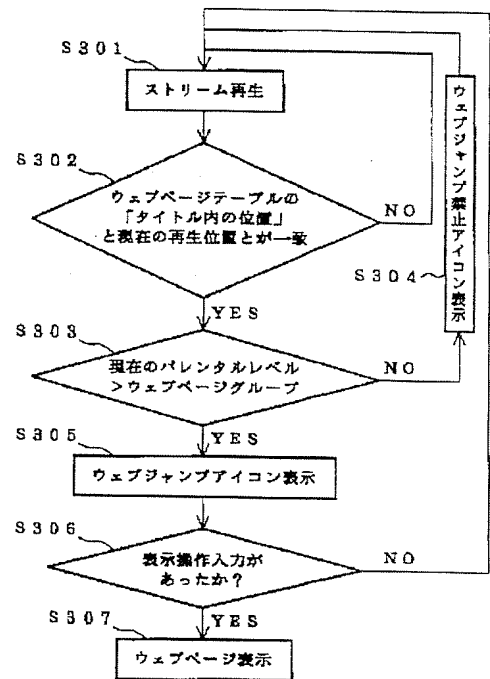 S301
ストリーム再生
S302
ウェブページテーブルの
「タイトル内の位置」
と現在の再生位置とが一致
NO
ウェブジャンプ禁止アイコン表示
S304
YES
S303
現在のパレンタルレベル
>ウェブページグループ
NO
S305
YES
ウェブジャンプアイコン表示
S306
表示操作入力が
あったか？
NO
S307
YES
ウェブページ表示